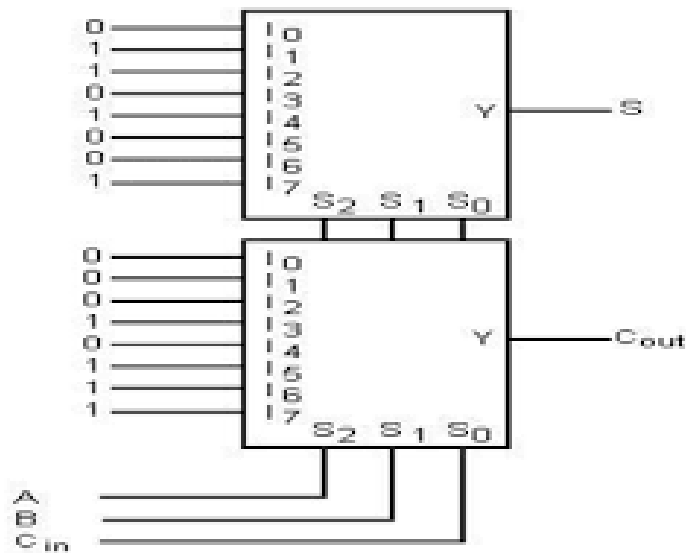 0 I0
1 I1
1 I2
0 I3 Y S
1 I4
0 I5
0 I6
1 I7
S2 S1 S0
0 I0
0 I1
0 I2
1 I3 Y Cout
0 I4
1 I5
1 I6
1 I7
S2 S1 S0
A
B
Cin